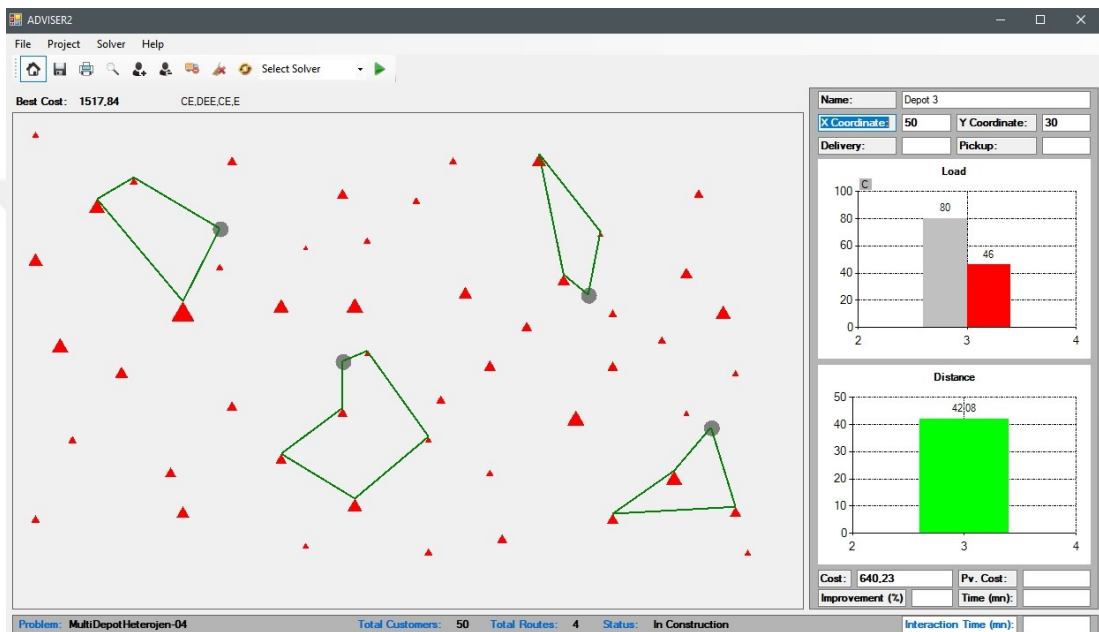 ADVISER2
File Project Solver Help
Select Solver
Best Cost: 1517,84 CE,DEE,CE,E
Name: Depot 3
X Coordinate: 50 Y Coordinate: 30
Delivery: Pickup:
Load
C
100
80
60
40
20
0
80
46
2 3 4
Distance
50
40
30
20
10
0
42,08
2 3 4
Cost: 640,23 Pv. Cost:
Improvement (%) Time (mn):
Problem: MultiDepotHeterojen-04 Total Customers: 50 Total Routes: 4 Status: In Construction Interaction Time (mn):